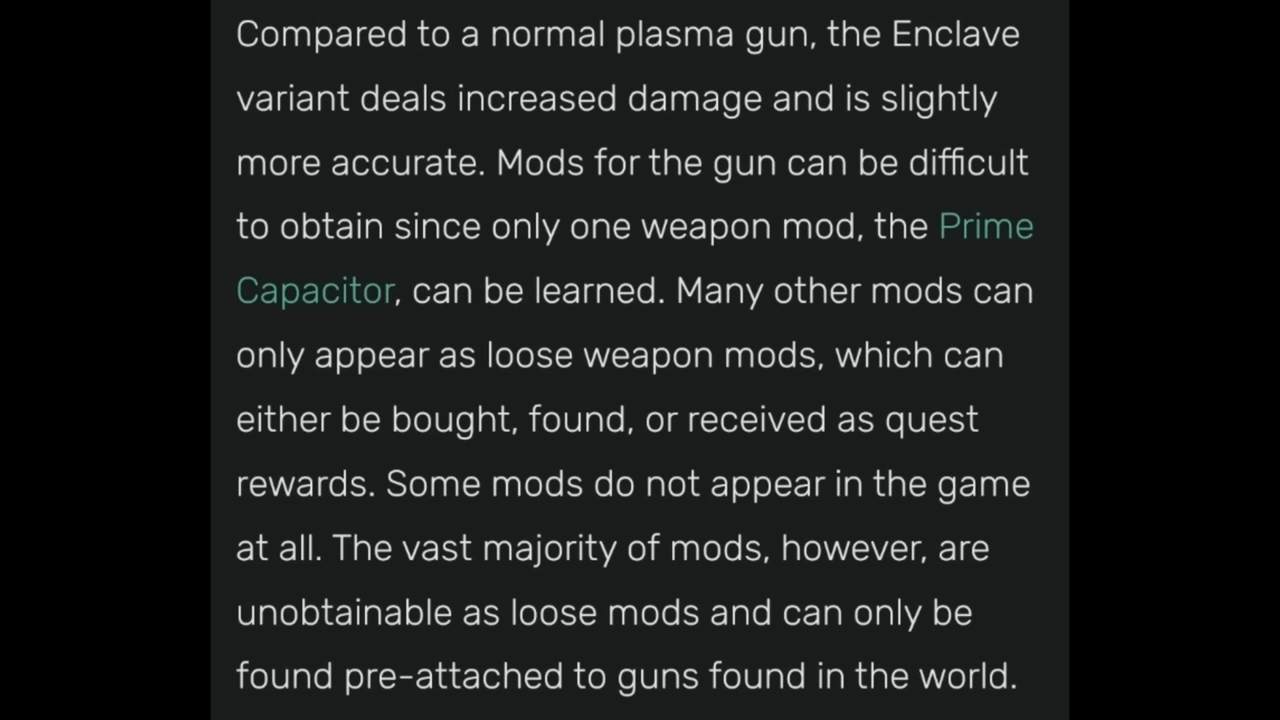 Compared to a normal plasma gun, the Enclave
variant deals increased damage and is slightly
more accurate. Mods for the gun can be difficult
to obtain since only one weapon mod, the Prime
Capacitor, can be learned. Many other mods can
only appear as loose weapon mods, which can
either be bought, found, or received as quest
rewards. Some mods do not appear in the game
at all. The vast majority of mods, however, are
unobtainable as loose mods and can only be
found pre-attached to guns found in the world.